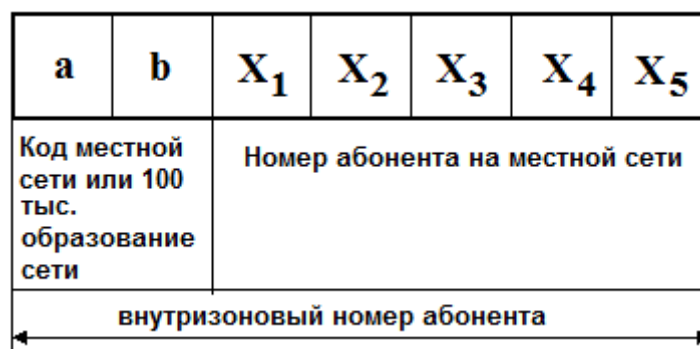 a b X1 X2 X3 X4 X5
Код местной
сети или 100
тыс.
образование
сети
Номер абонента на местной сети
внутризоновый номер абонента